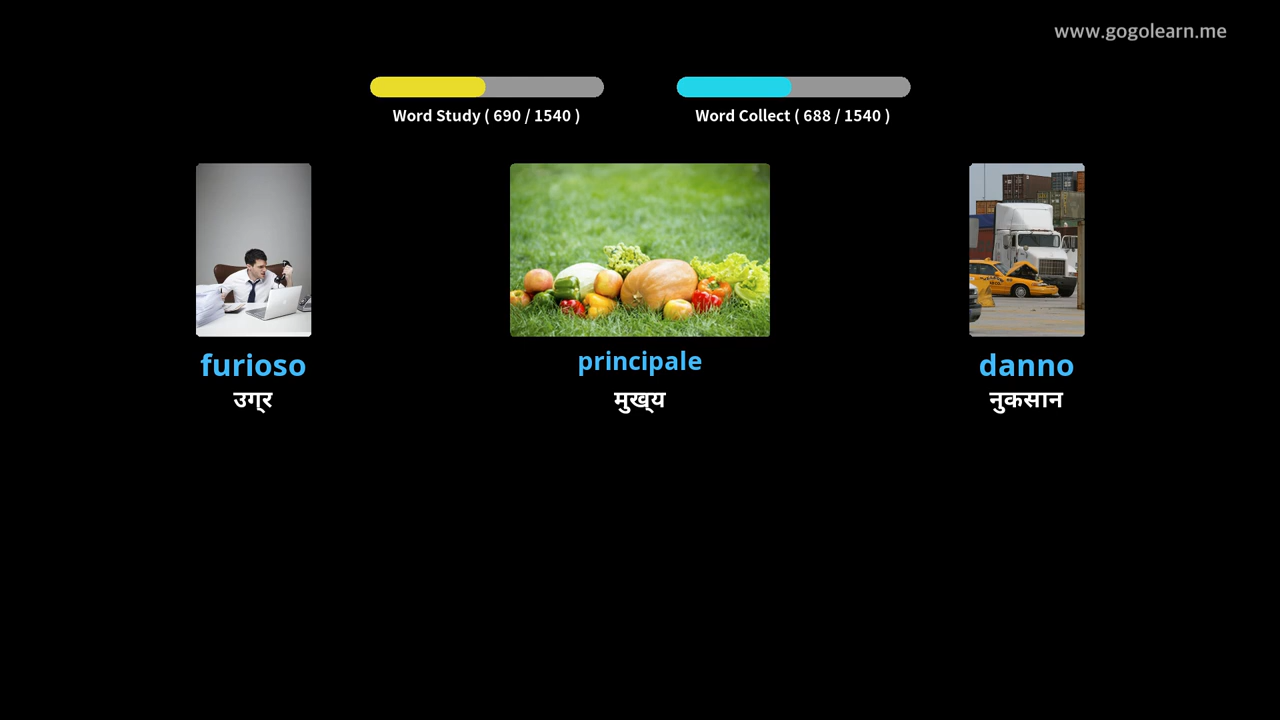 www.gogolearn.me
Word Study ( 690 / 1540 )
Word Collect ( 688 / 1540 )
furioso
principale
danno
उग्र
मुख्य
नुकसान